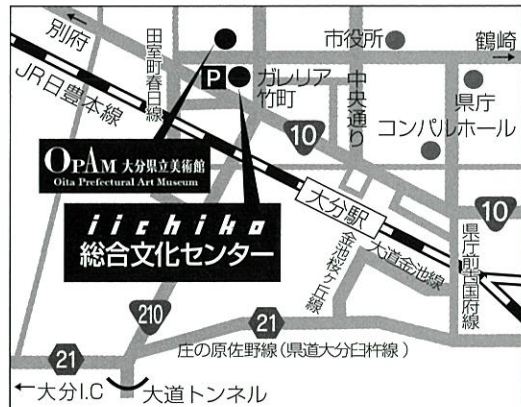 別府
田室町春日線
市役所
鶴崎
P
ガレリア
竹町
中央通り
県庁
コンパルホール
JR日豊本線
10
OPAM 大分県立美術館
Oita Prefectural Art Museum
iichiko
総合文化センター
大分駅
10
金池桜ヶ丘線
大道金池線
県庁前古国府線
210
21
庄の原佐野線(県道大分臼杵線)
21
大分I.C
大道トンネル